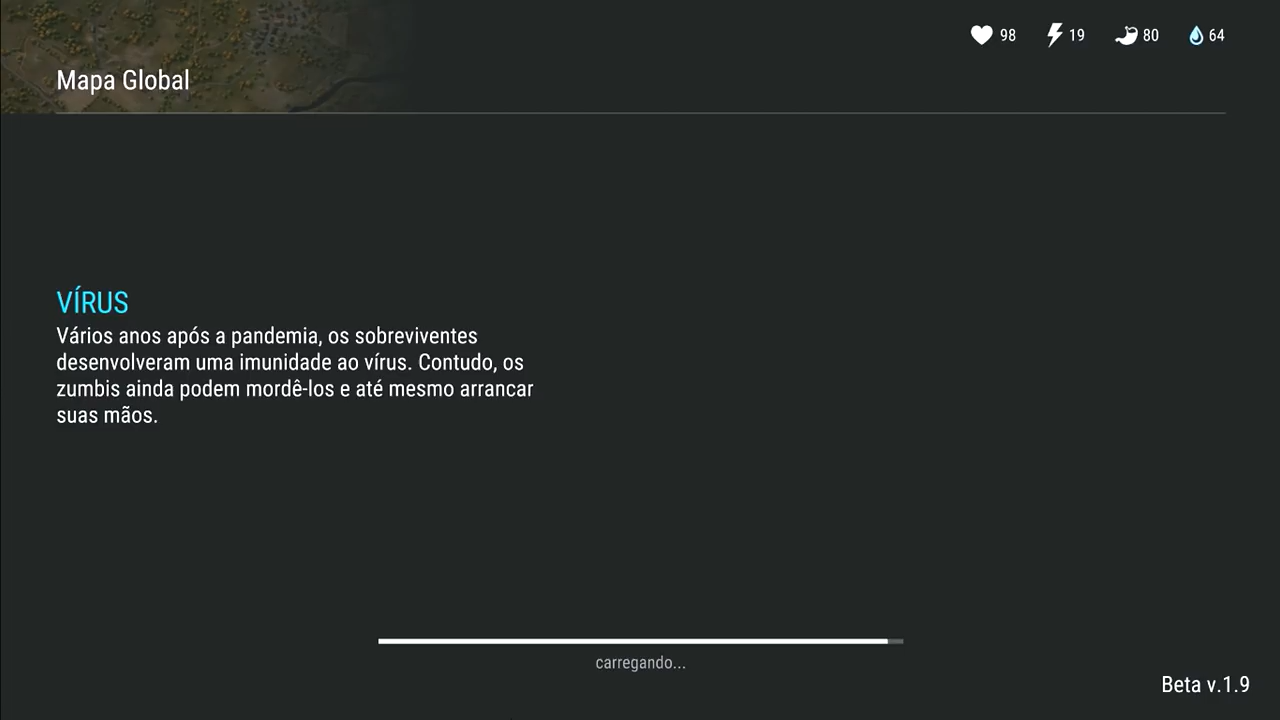 98 19 80 64
Mapa Global
VÍRUS
Vários anos após a pandemia, os sobreviventes
desenvolveram uma imunidade ao vírus. Contudo, os
zumbis ainda podem mordê-los e até mesmo arrancar
suas mãos.
carregando...
Beta v.1.9